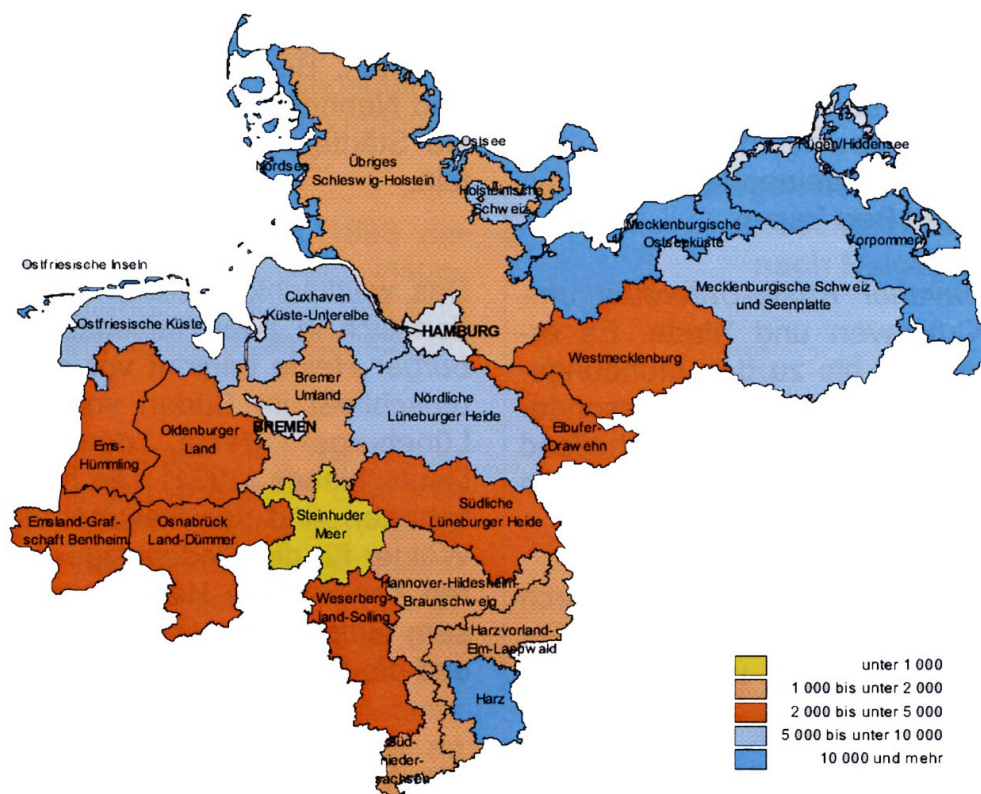 Ostsee
Rügen/Hiddensee
Nordsee
Übriges
Schleswig-Holstein
Holsteinische
Schweiz
Mecklenburgische
Ostseeküste
Vorpommern
Ostfriesische Inseln
Mecklenburgische Schweiz
und Seenplatte
Cuxhaven
Küste-Unterelbe
Ostfriesische Küste
HAMBURG
Westmecklenburg
Bremer
Umland
Nördliche
Lüneburger Heide
BREMEN
Oldenburger
Land
Elbufer-
Drawehn
Ems-
Hümmling
Südliche
Lüneburger Heide
Emsland-Graf-
schaft Bentheim
Osnabrück
Land-Dümmer
Steinhuder
Meer
Hannover-Hildesheim-
Braunschweig
Weserberg-
land-Solling
Harzvorland-
Elm-Lappwald
Harz
Süd-
nieder-
sachsen
unter 1 000
1 000 bis unter 2 000
2 000 bis unter 5 000
5 000 bis unter 10 000
10 000 und mehr